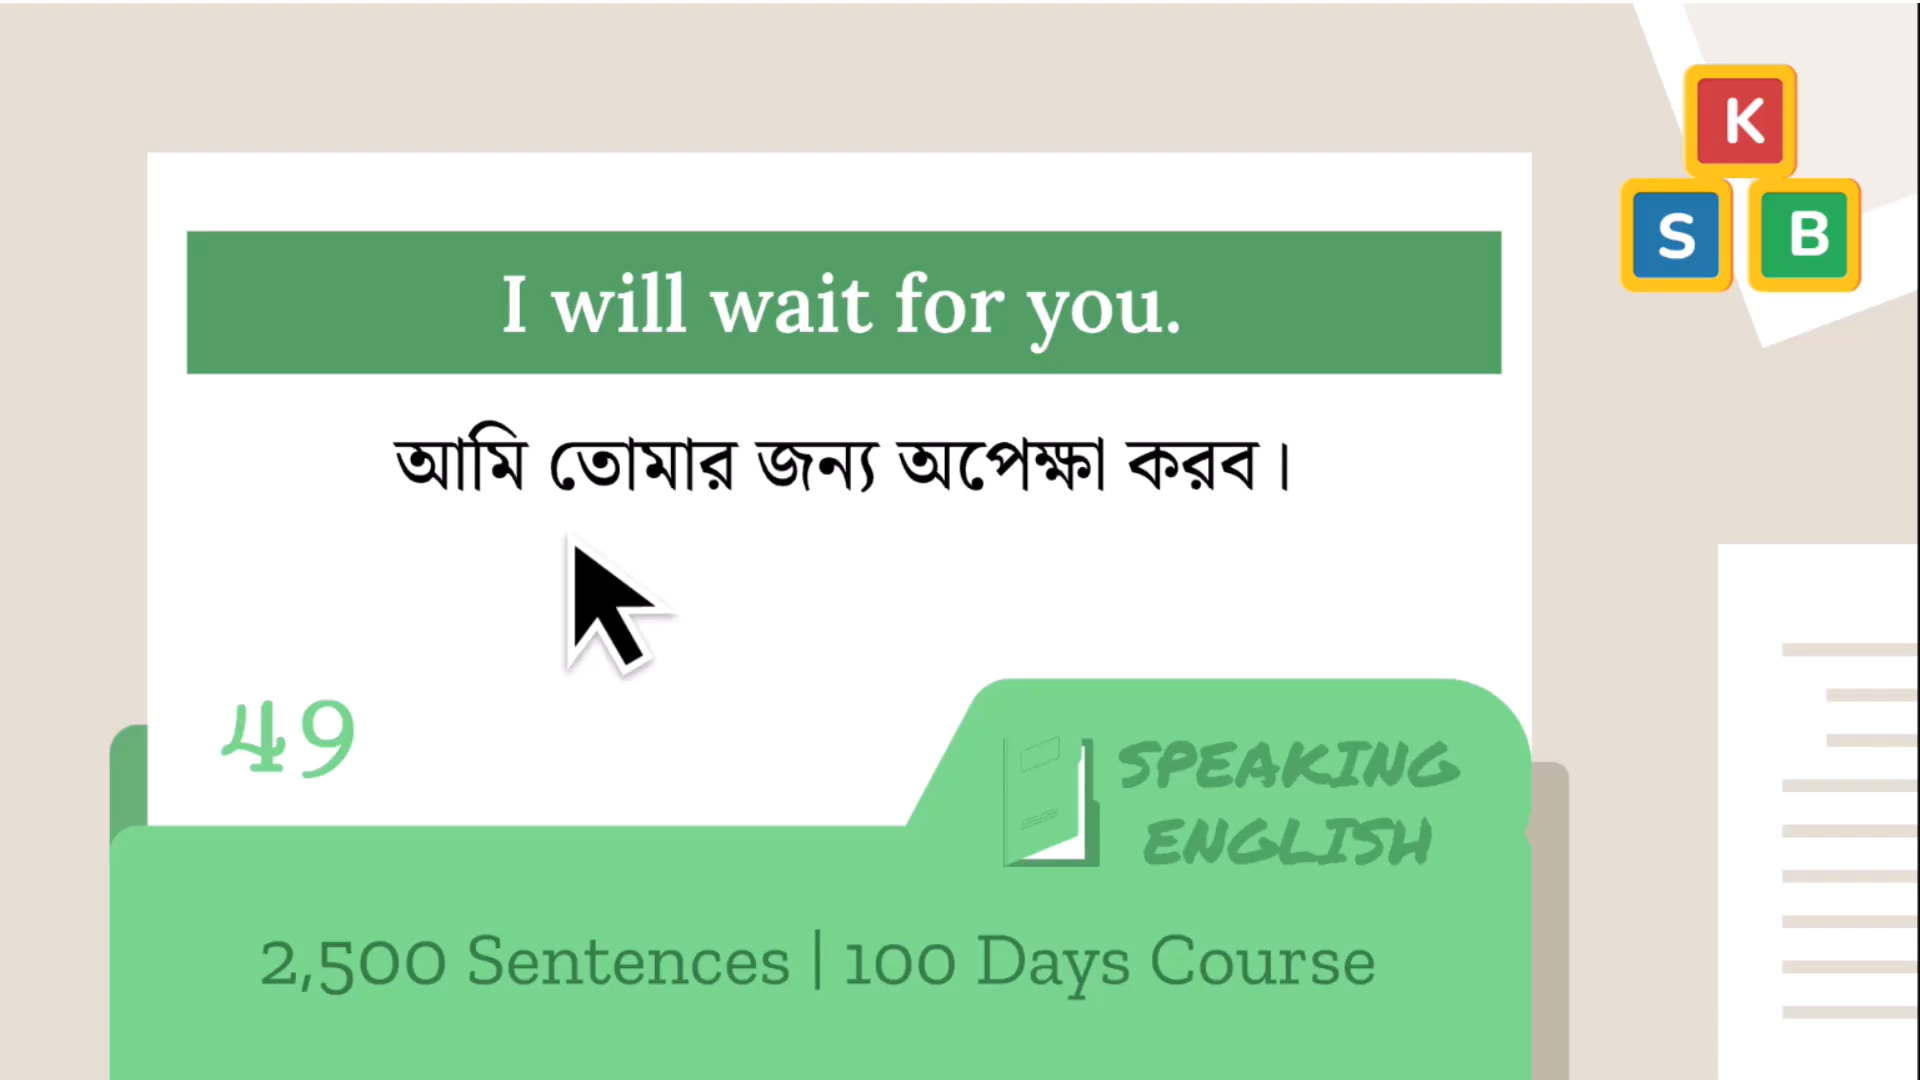 K
S B
I will wait for you.
আমি তোমার জন্য অপেক্ষা করব।
49
SPEAKING
ENGLISH
2,500 Sentences | 100 Days Course